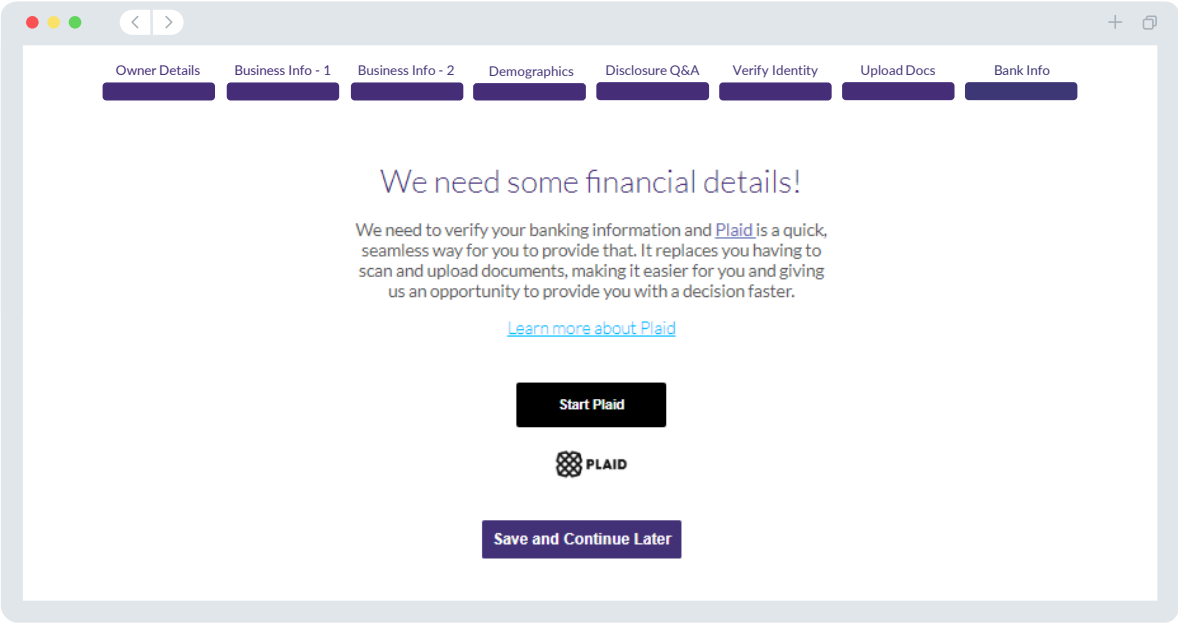 Owner Details
Business Info - 1
Business Info - 2
Demographics
Disclosure Q&A
Verify Identity
Upload Docs
Bank Info
We need some financial details!
We need to verify your banking information and Plaid is a quick,
seamless way for you to provide that. It replaces you having to
scan and upload documents, making it easier for you and giving
us an opportunity to provide you with a decision faster.
Learn more about Plaid
Start Plaid
PLAID
Save and Continue Later